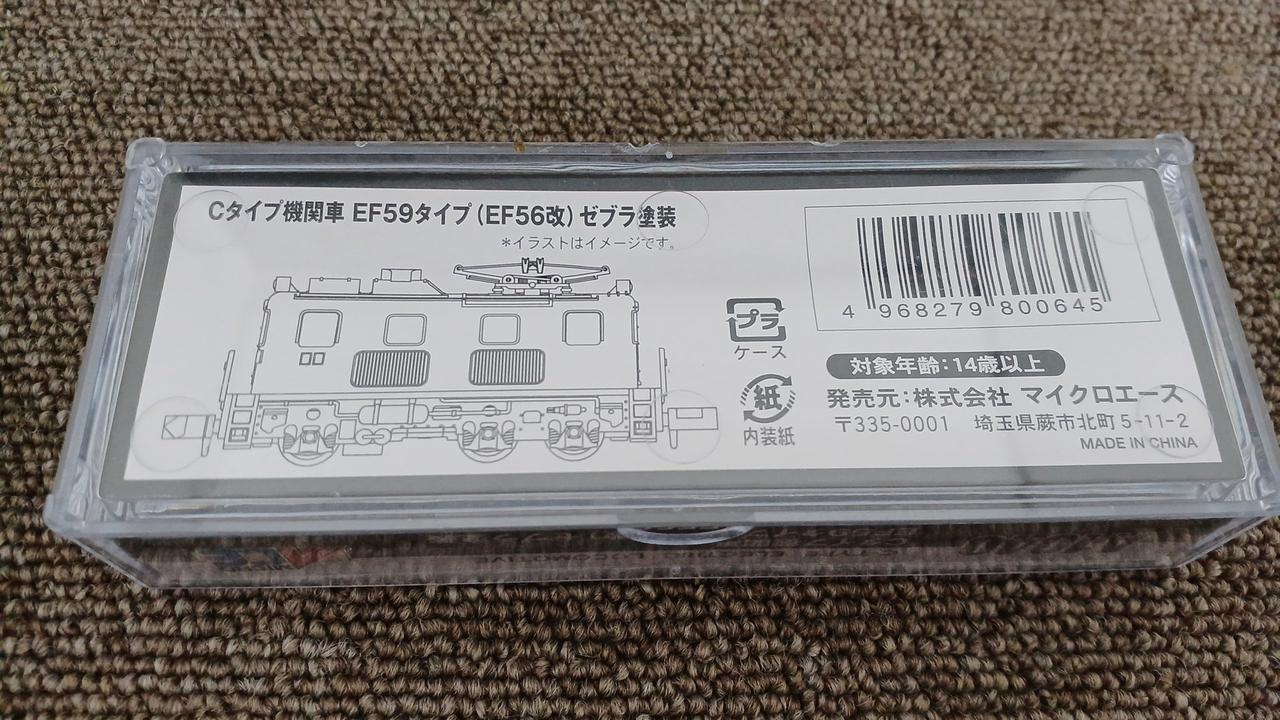 Cタイプ機関車 EF59タイプ(EF56改) ゼブラ塗装
*イラストはイメージです。
4 968279 800645
プラ
ケース
紙
内装紙
対象年齢:14歳以上
発売元:株式会社 マイクロエース
〒335-0001 埼玉県蕨市北町5-11-2
MADE IN CHINA